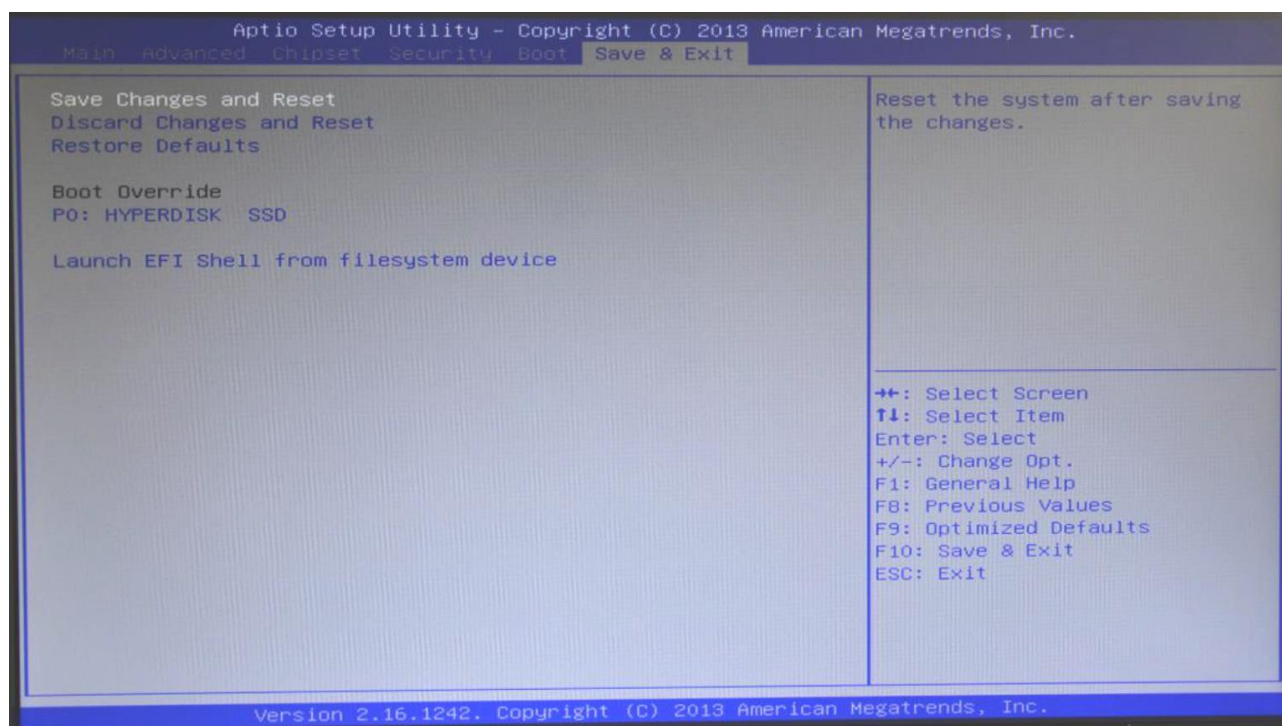 Aptio Setup Utility - Copyright (C) 2013 American Megatrends, Inc.
Main Advanced Chipset Security Boot Save & Exit
Save Changes and Reset
Discard Changes and Reset
Restore Defaults
Boot Override
P0: HYPERDISK SSD
Launch EFI Shell from filesystem device
Reset the system after saving
the changes.
→←: Select Screen
↑↓: Select Item
Enter: Select
+/-: Change Opt.
F1: General Help
F8: Previous Values
F9: Optimized Defaults
F10: Save & Exit
ESC: Exit
Version 2.16.1242. Copyright (C) 2013 American Megatrends, Inc.